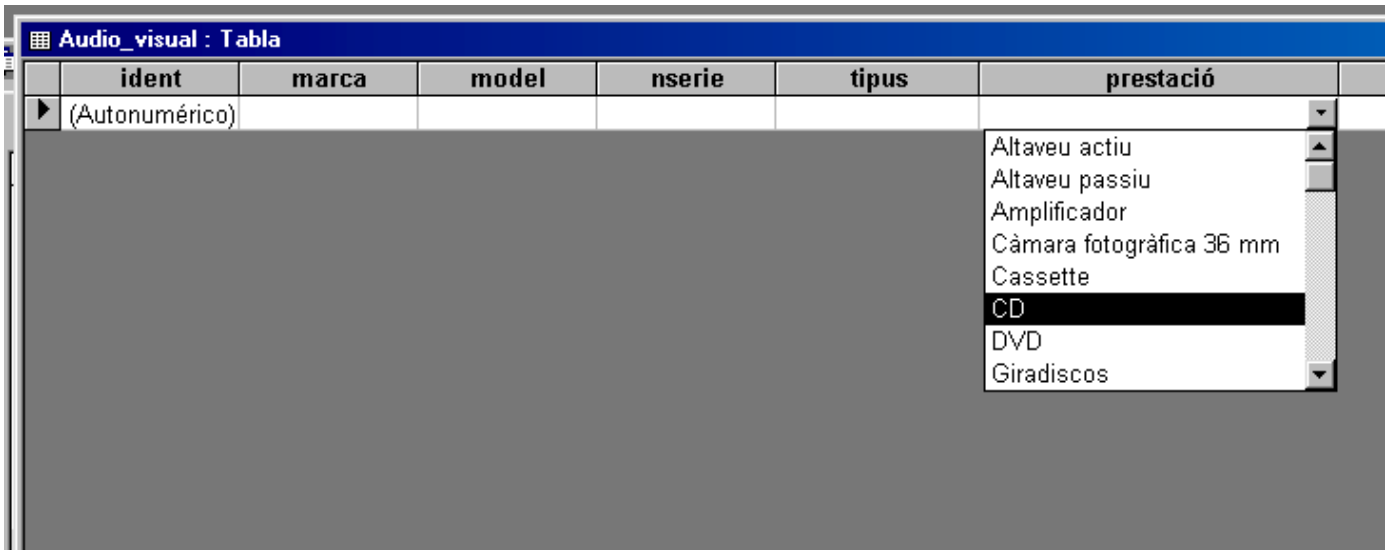 Audio_visual : Tabla
ident marca model nserie tipus prestació
(Autonumérico)
Altaveu actiu
Altaveu passiu
Amplificador
Càmara fotogràfica 36 mm
Cassette
CD
DVD
Giradiscos